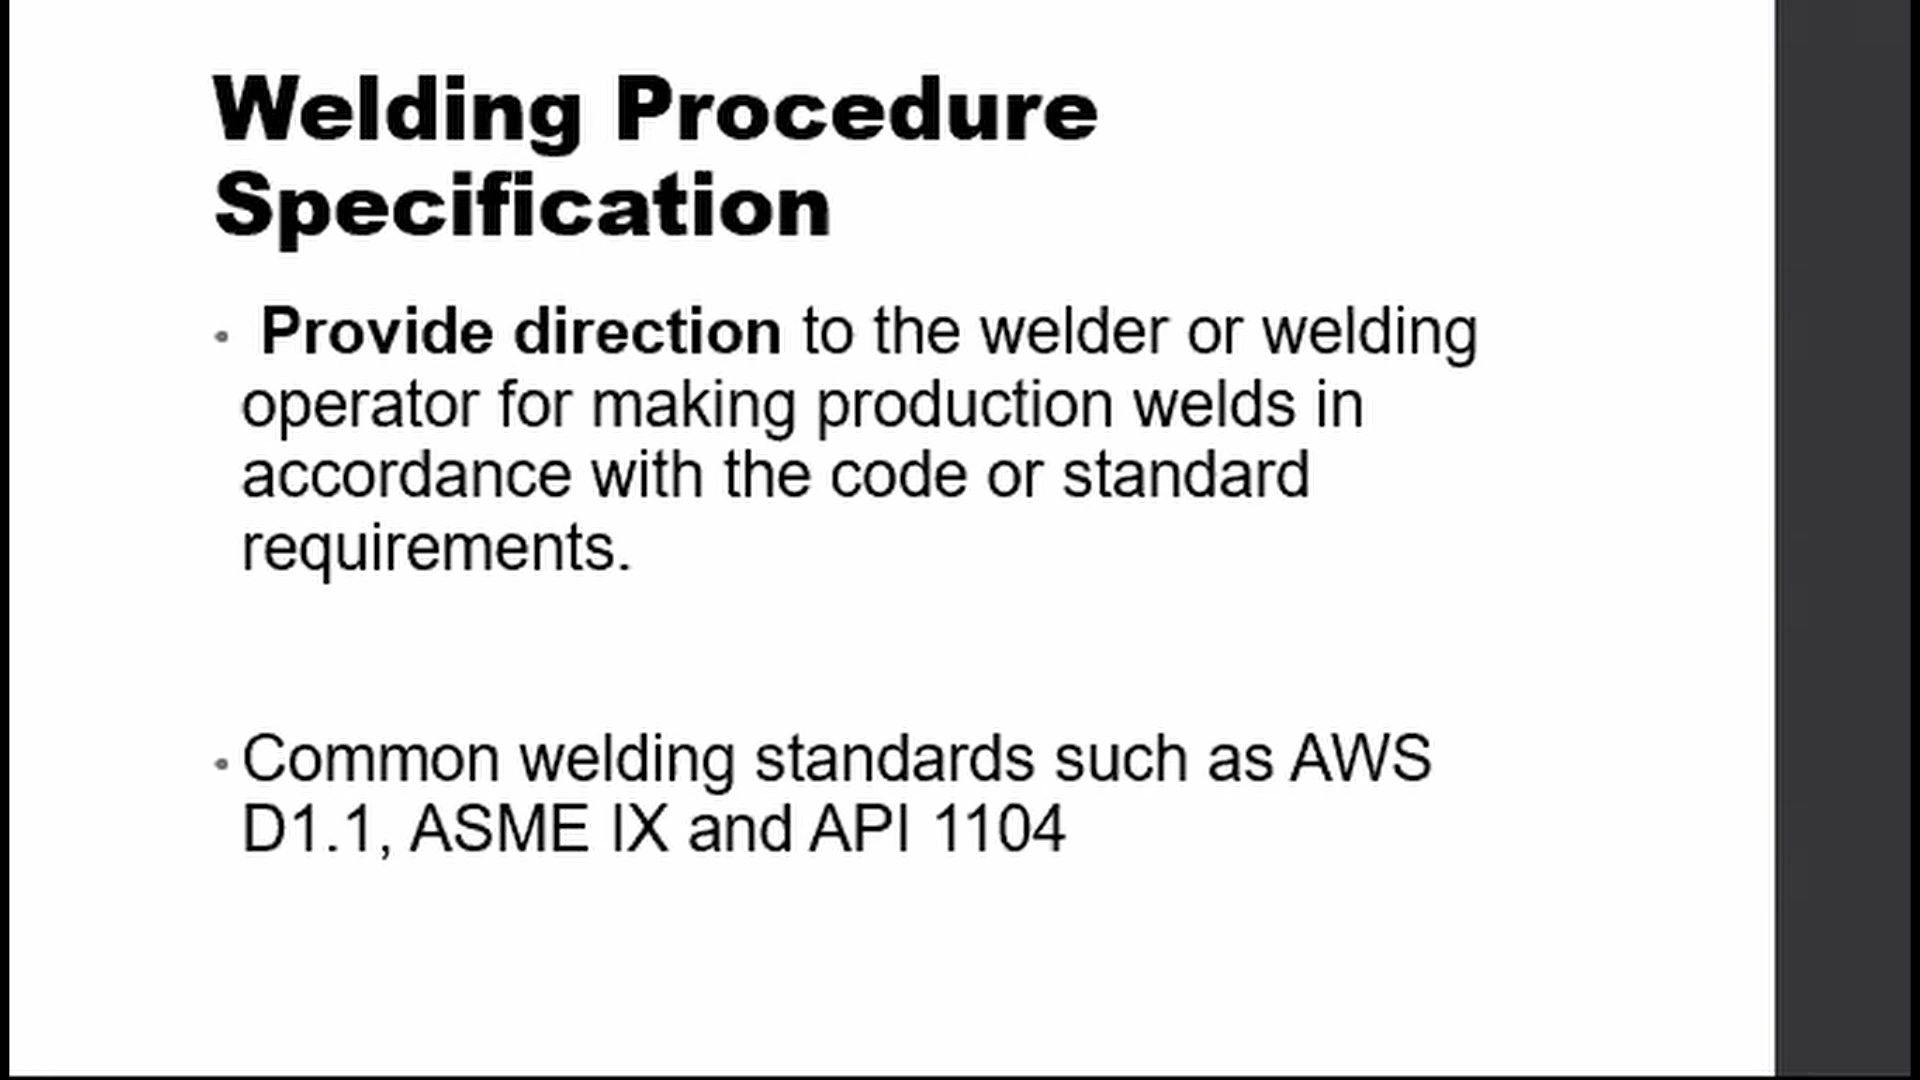 Welding Procedure
Specification
• Provide direction to the welder or welding
operator for making production welds in
accordance with the code or standard
requirements.
• Common welding standards such as AWS
D1.1, ASME IX and API 1104